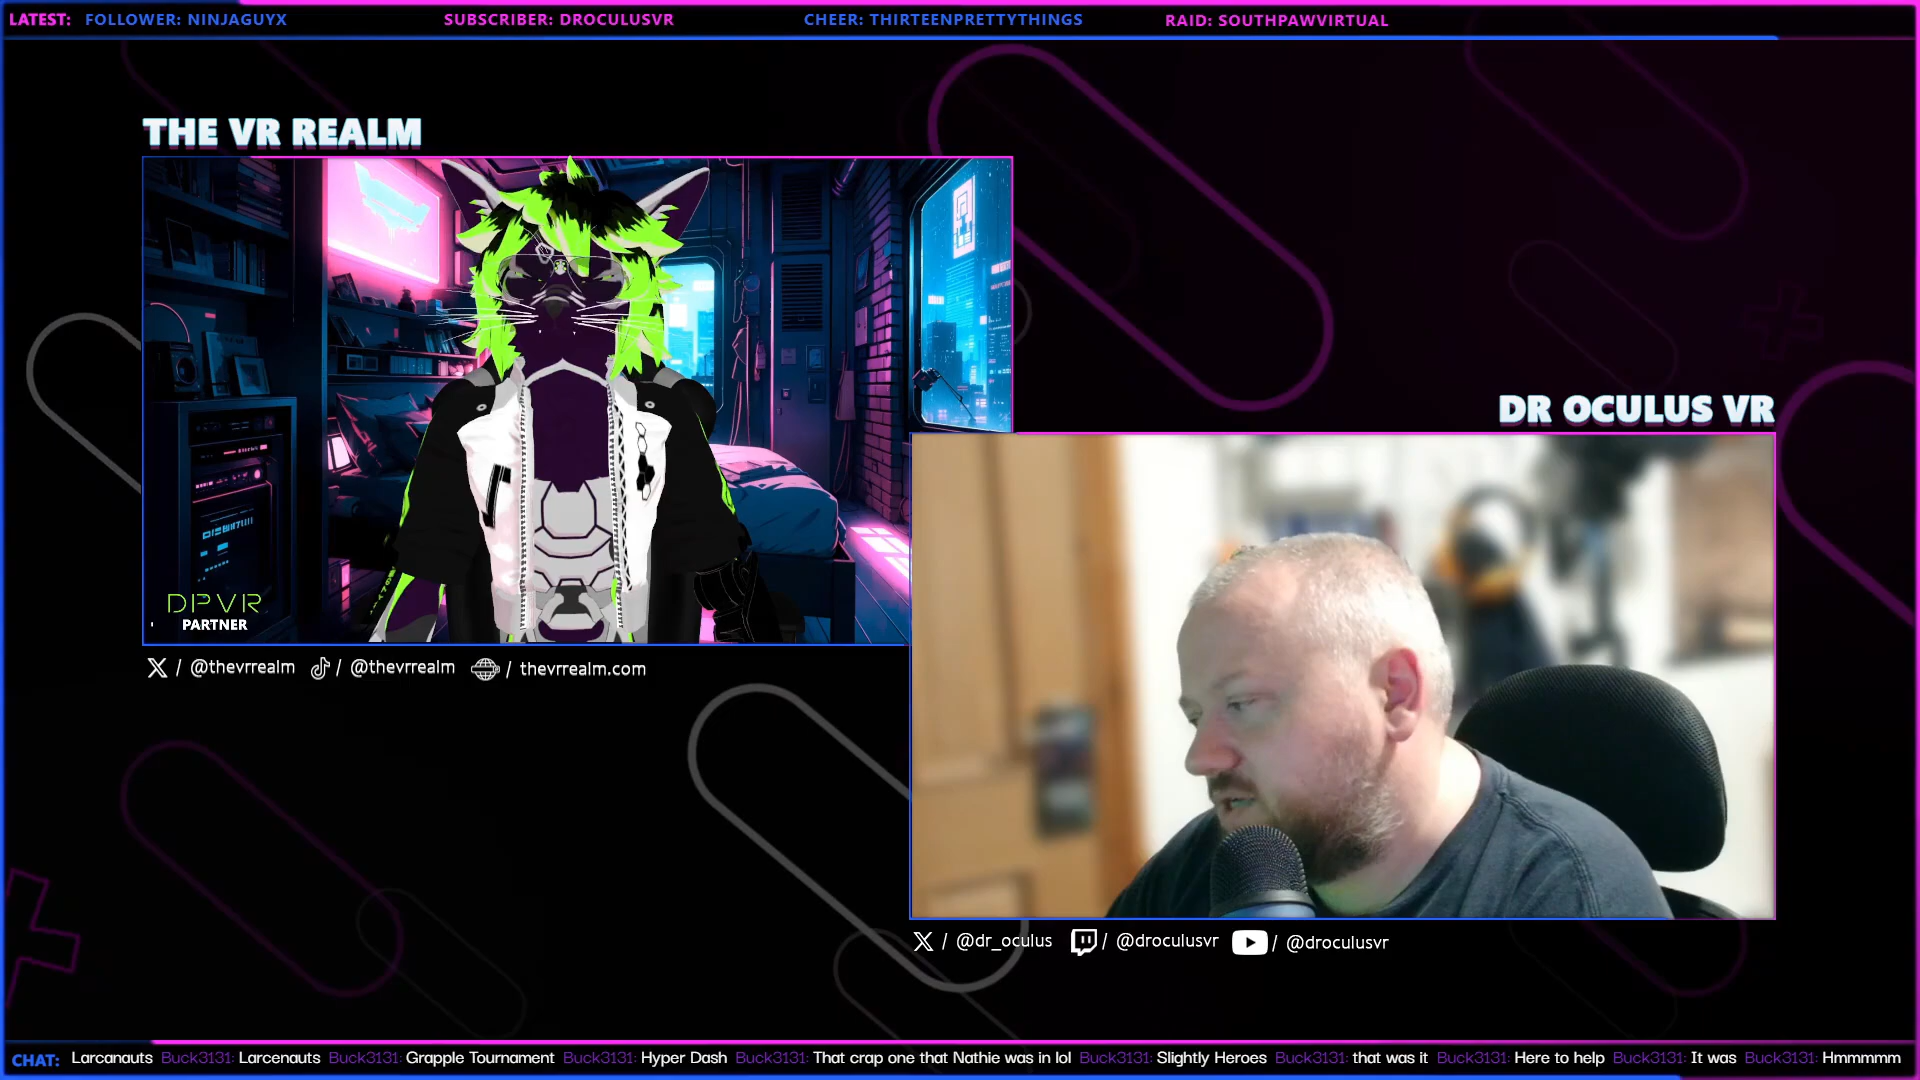 LATEST: FOLLOWER: NINJAGUYX SUBSCRIBER: DROCULUSVR CHEER: THIRTEENPRETTYTHINGS RAID: SOUTHPAWVIRTUAL
THE VR REALM
DPVR
PARTNER
X / @thevrrealm / @thevrrealm / thevrrealm.com
DR OCULUS VR
X / @dr_oculus / @droculusvr / @droculusvr
CHAT: Larcanauts Buck3131: Larcenauts Buck3131: Grapple Tournament Buck3131: Hyper Dash Buck3131: That crap one that Nathie was in lol Buck3131: Slightly Heroes Buck3131: that was it Buck3131: Here to help Buck3131: It was Buck3131: Hmmmmm